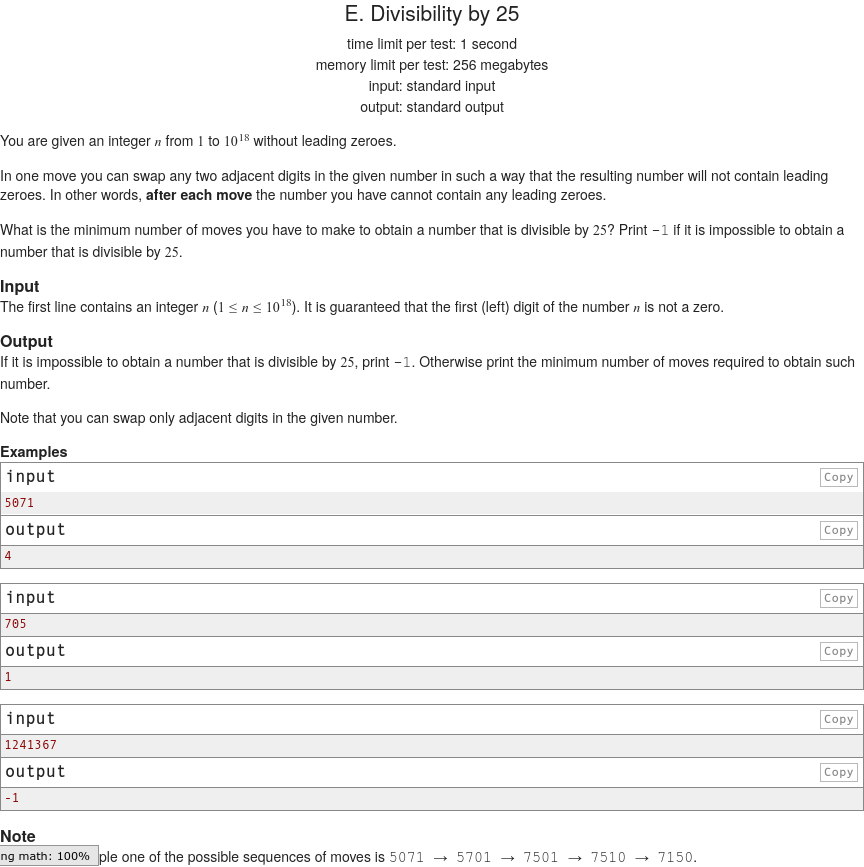 E. Divisibility by 25
time limit per test: 1 second
memory limit per test: 256 megabytes
input: standard input
output: standard output
You are given an integer n from 1 to 10^18 without leading zeroes.
In one move you can swap any two adjacent digits in the given number in such a way that the resulting number will not contain leading
zeroes. In other words, after each move the number you have cannot contain any leading zeroes.
What is the minimum number of moves you have to make to obtain a number that is divisible by 25? Print −1 if it is impossible to obtain a
number that is divisible by 25.
Input
The first line contains an integer n (1 ≤ n ≤ 10^18). It is guaranteed that the first (left) digit of the number n is not a zero.
Output
If it is impossible to obtain a number that is divisible by 25, print −1. Otherwise print the minimum number of moves required to obtain such
number.
Note that you can swap only adjacent digits in the given number.
Examples
input Copy
5071
output Copy
4
input Copy
705
output Copy
1
input Copy
1241367
output Copy
-1
Note
ng math: 100% ple one of the possible sequences of moves is 5071 → 5701 → 7501 → 7510 → 7150.